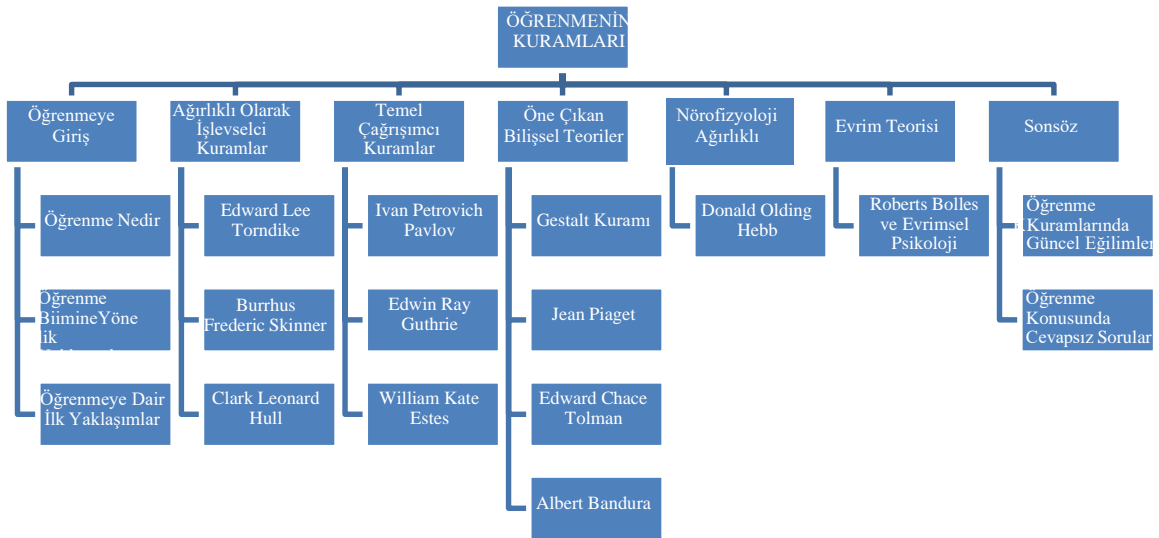 ÖĞRENMENİN
KURAMLARI
Öğrenmeye
Giriş
Öğrenme Nedir
Öğrenme
BiimineYöne
lik
Öğrenmeye Dair
İlk Yaklaşımlar
Ağırlıklı Olarak
İşlevselci
Kuramlar
Edward Lee
Torndike
Burrhus
Frederic Skinner
Clark Leonard
Hull
Temel
Çağrışımcı
Kuramlar
Ivan Petrovich
Pavlov
Edwin Ray
Guthrie
William Kate
Estes
Öne Çıkan
Bilişsel Teoriler
Gestalt Kuramı
Jean Piaget
Edward Chace
Tolman
Albert Bandura
Nörofizyoloji
Ağırlıklı
Donald Olding
Hebb
Evrim Teorisi
Roberts Bolles
ve Evrimsel
Psikoloji
Sonsöz
Öğrenme
Kuramlarında
Güncel Eğilimler
Öğrenme
Konusunda
Cevapsız Sorular